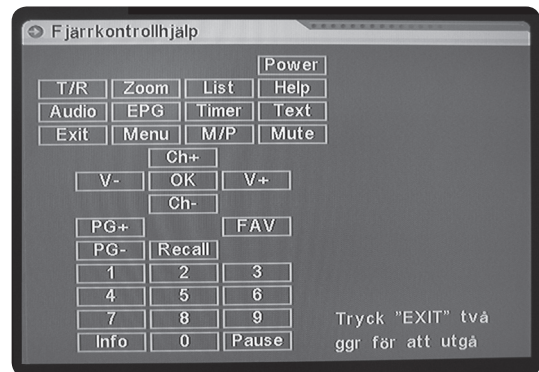 Fjärrkontrollhjälp
Power
T/R Zoom List Help
Audio EPG Timer Text
Exit Menu M/P Mute
Ch+
V- OK V+
Ch-
PG+ FAV
PG- Recall
1 2 3
4 5 6
7 8 9
Info 0 Pause
Tryck "EXIT" två
ggr för att utgå